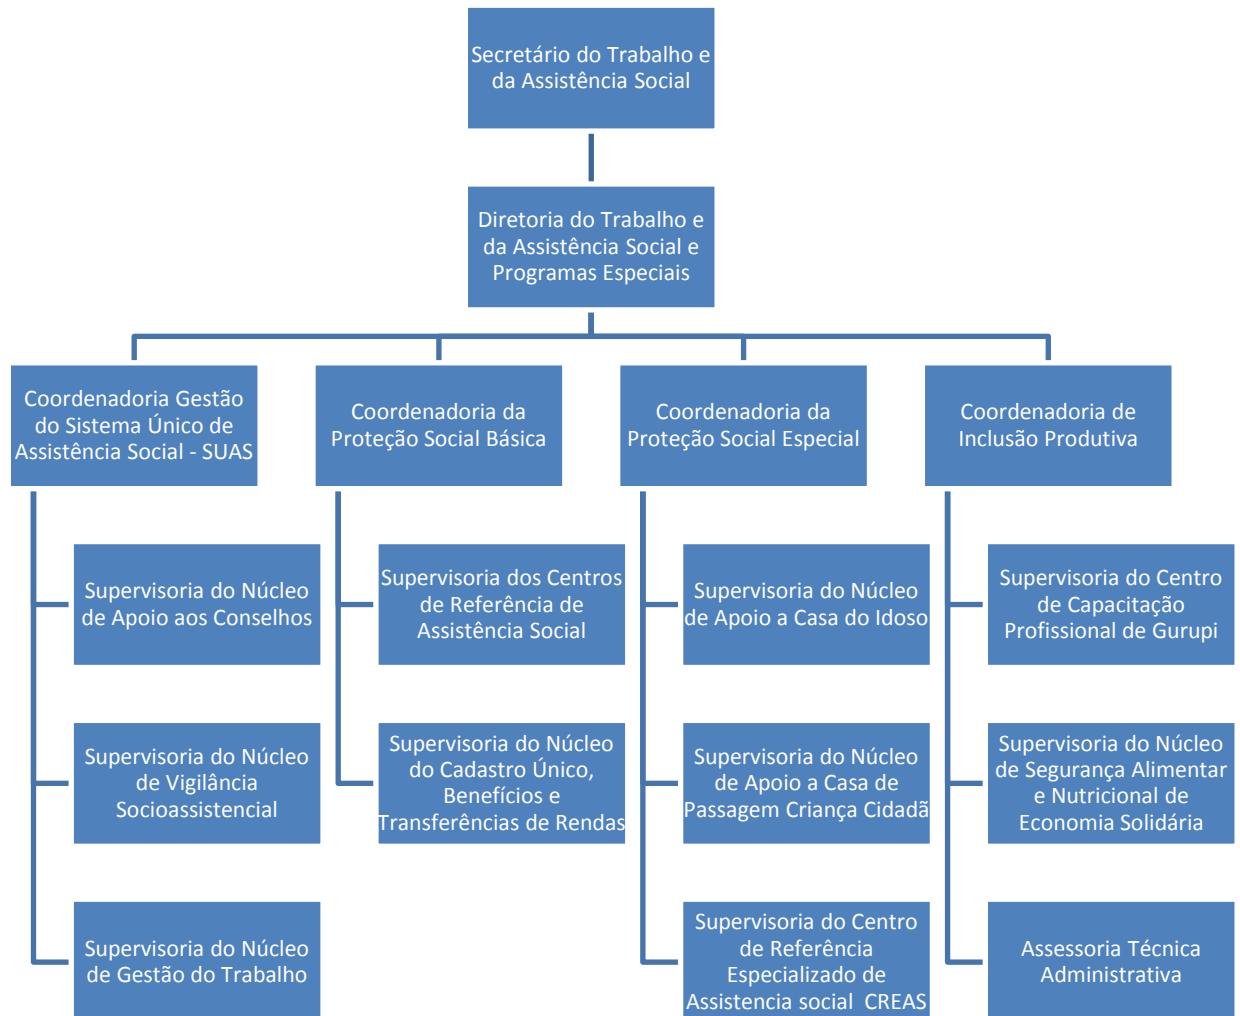 Secretário do Trabalho e
da Assistência Social
Diretoria do Trabalho e
da Assistência Social e
Programas Especiais
Coordenadoria Gestão
do Sistema Único de
Assistência Social - SUAS
Coordenadoria da
Proteção Social Básica
Coordenadoria da
Proteção Social Especial
Coordenadoria de
Inclusão Produtiva
Supervisoria do Núcleo
de Apoio aos Conselhos
Supervisoria dos Centros
de Referência de
Assistência Social
Supervisoria do Núcleo
de Apoio a Casa do Idoso
Supervisoria do Centro
de Capacitação
Profissional de Gurupi
Supervisoria do Núcleo
de Vigilância
Socioassistencial
Supervisoria do Núcleo
do Cadastro Único,
Benefícios e
Transferências de Rendas
Supervisoria do Núcleo
de Apoio a Casa de
Passagem Criança Cidadã
Supervisoria do Núcleo
de Segurança Alimentar
e Nutricional de
Economia Solidária
Supervisoria do Núcleo
de Gestão do Trabalho
Supervisoria do Centro
de Referência
Especializado de
Assistencia social  CREAS
Assessoria Técnica
Administrativa